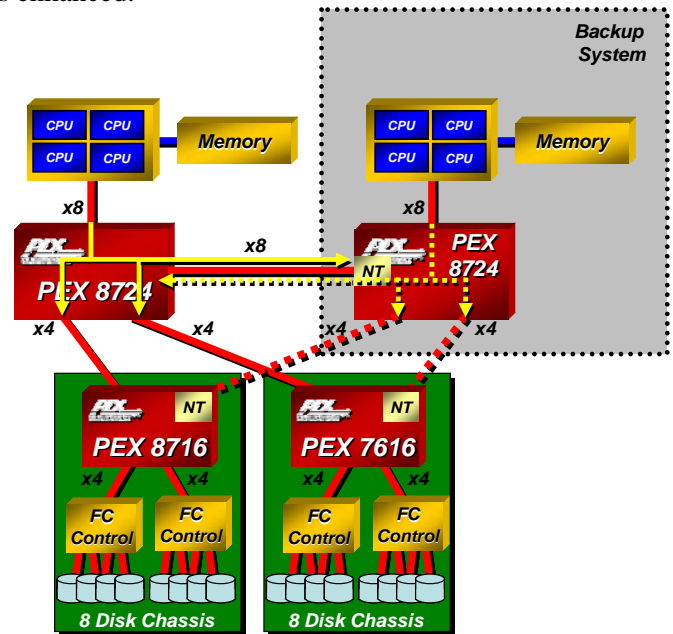 s enhanced.
Backup
System
CPU CPU
CPU CPU
Memory
CPU CPU
CPU CPU
Memory
x8
x8
PEX
PEX 8724
x8
PEX
8724
NT
x4
x4
x4
x4
NT
PEX 8716
NT
PEX 7616
x4
x4
x4
x4
FC
Control
FC
Control
FC
Control
FC
Control
8 Disk Chassis
8 Disk Chassis